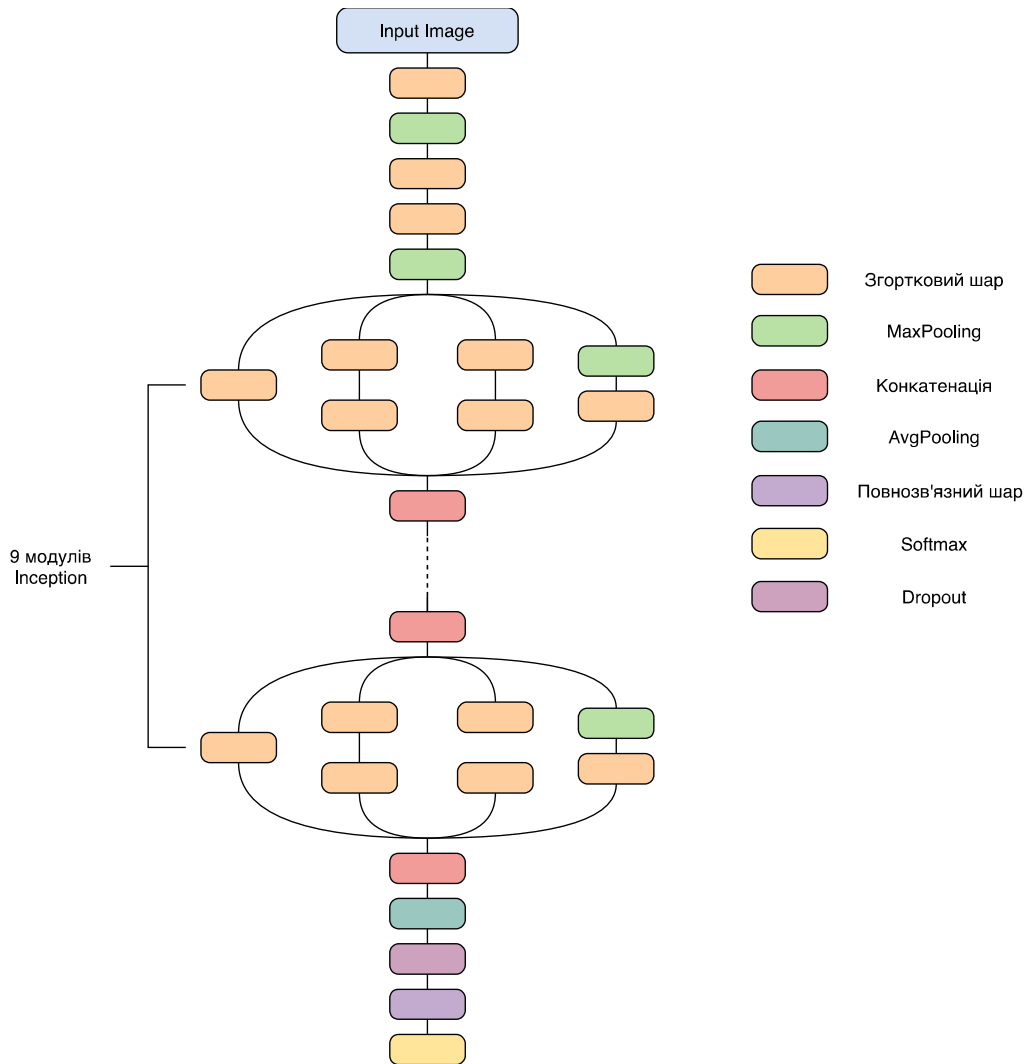 Input Image
Згортковий шар
MaxPooling
Конкатенація
AvgPooling
Повнозв'язний шар
Softmax
Dropout
9 модулів
Inception